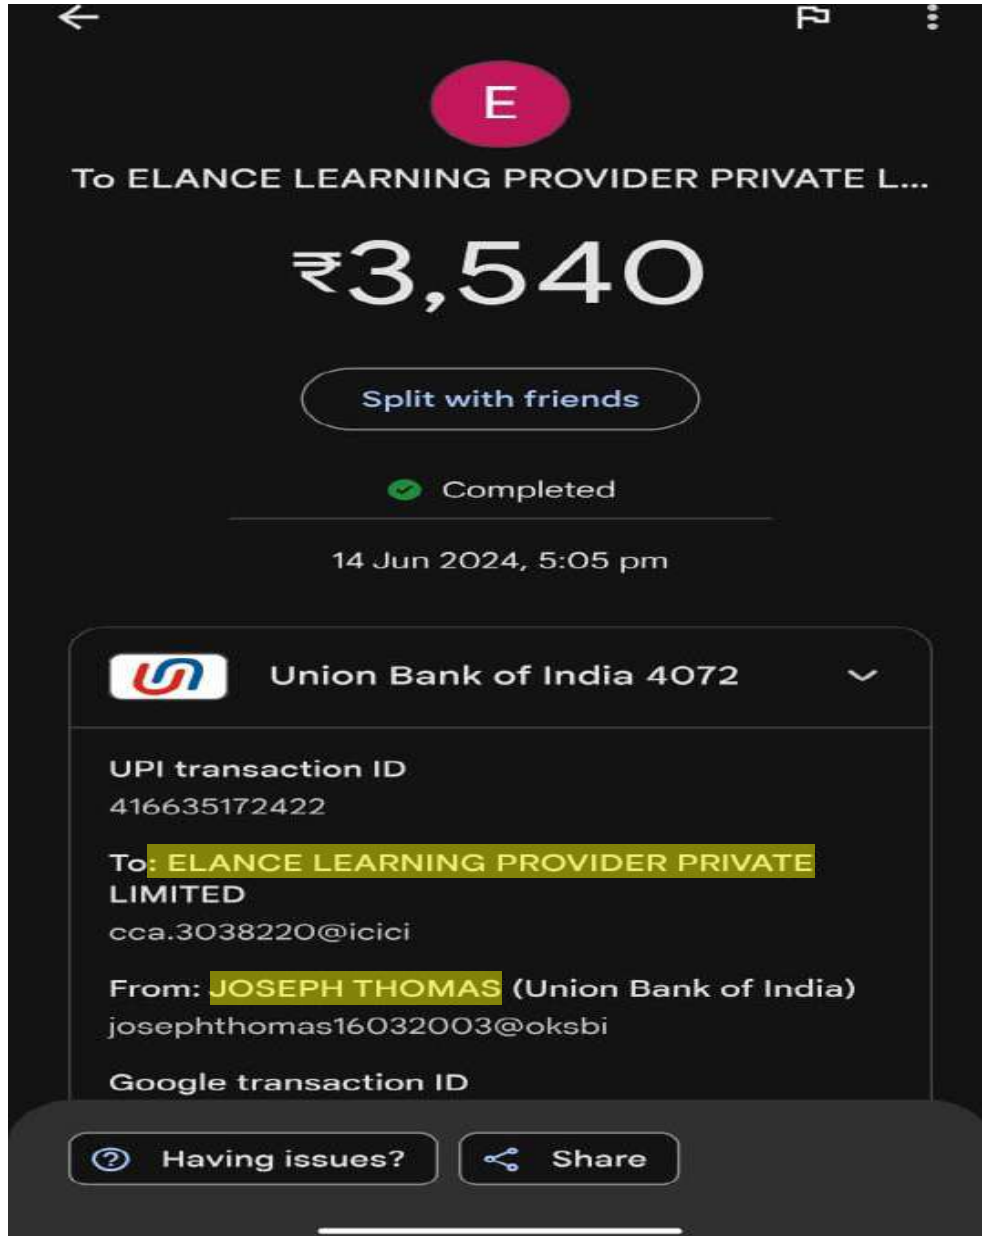 E
To ELANCE LEARNING PROVIDER PRIVATE L...
₹3,540
Split with friends
Completed
14 Jun 2024, 5:05 pm
Union Bank of India 4072
UPI transaction ID
416635172422
To: ELANCE LEARNING PROVIDER PRIVATE
LIMITED
cca.3038220@icici
From: JOSEPH THOMAS (Union Bank of India)
josephthomas16032003@oksbi
Google transaction ID
Having issues?
Share